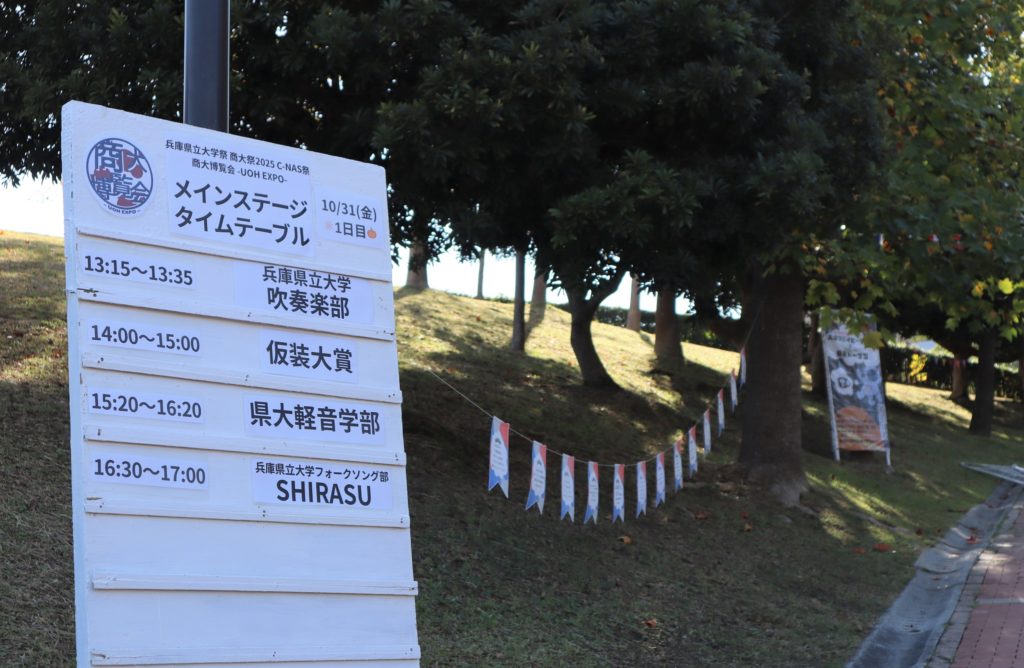 商大
博覧会
- UOH EXPO -
兵庫県立大学祭 商大祭2025 C-NAS祭
商大博覧会 -UOH EXPO-
メインステージ
タイムテーブル
10/31(金)
※1日目🎃
13:15～13:35
兵庫県立大学
吹奏楽部
14:00～15:00
仮装大賞
15:20～16:20
県大軽音学部
16:30～17:00
兵庫県立大学フォークソング部
SHIRASU